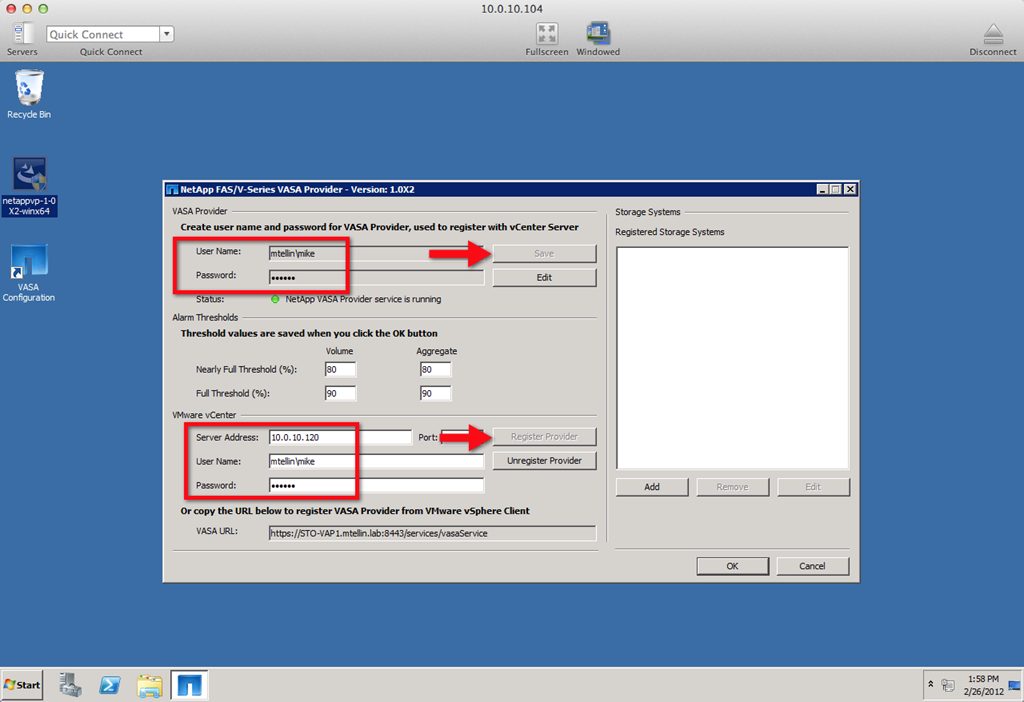 10.0.10.104
Quick Connect
Servers
Quick Connect
Fullscreen
Windowed
Disconnect
Recycle Bin
netappvp-1-0
X2-winx64
VASA
Configuration
NetApp FAS/V-Series VASA Provider - Version: 1.0X2
VASA Provider
Create user name and password for VASA Provider, used to register with vCenter Server
User Name: mtellin\mike
Save
Password: ••••••
Edit
Status: NetApp VASA Provider service is running
Alarm Thresholds
Threshold values are saved when you click the OK button
Volume Aggregate
Nearly Full Threshold (%): 80 80
Full Threshold (%): 90 90
VMware vCenter
Server Address: 10.0.10.120 Port:
Register Provider
User Name: mtellin\mike
Unregister Provider
Password: ••••••
Or copy the URL below to register VASA Provider from VMware vSphere Client
VASA URL: https://STO-VAP1.mtellin.lab:8443/services/vasaService
Storage Systems
Registered Storage Systems
Add Remove Edit
OK Cancel
Start
1:58 PM
2/26/2012